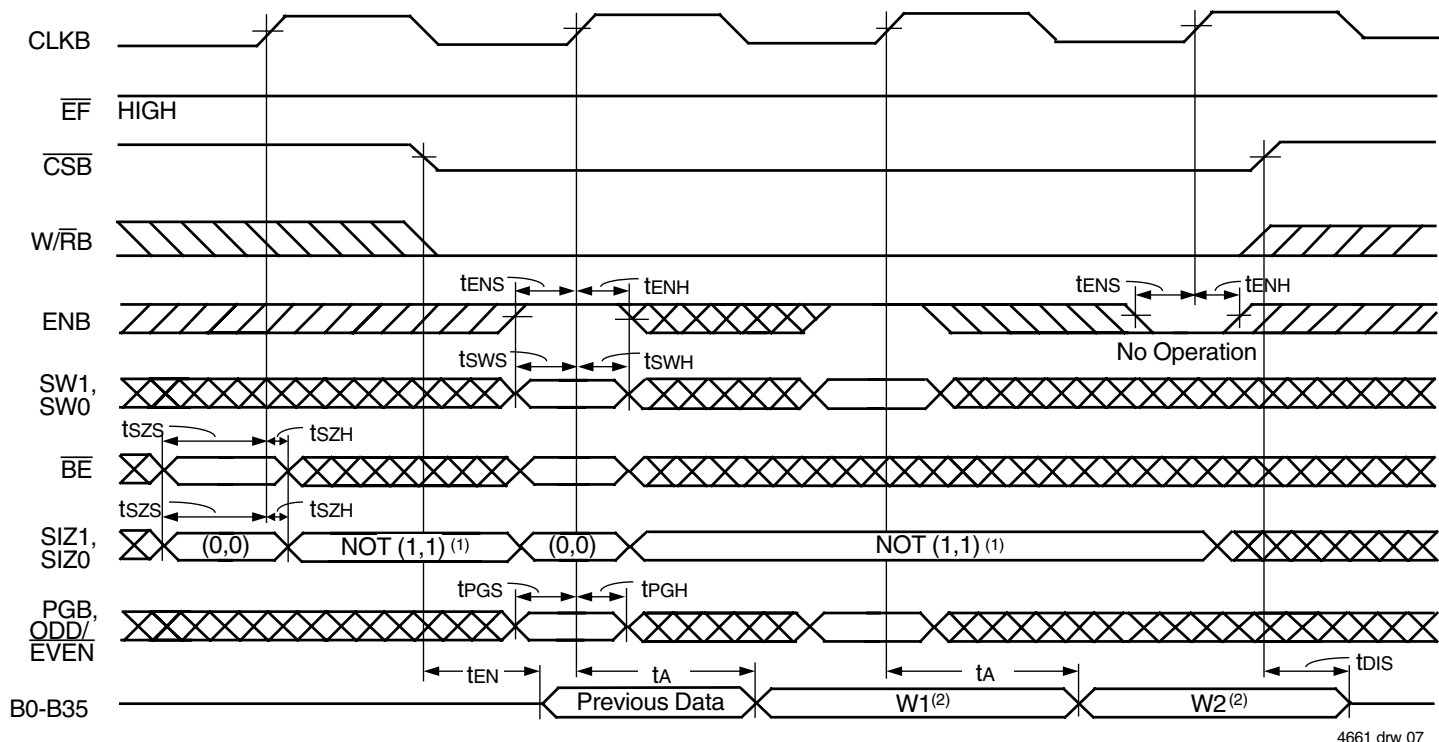 CLKB
EF HIGH
CSB
W/RB
tENS tENH tENS tENH
ENB
No Operation
tSWS tSWH
SW1,
SW0
tSZS tSZH
BE
tSZS tSZH
SIZ1,
SIZ0
(0,0) NOT (1,1) (1) (0,0) NOT (1,1) (1)
tPGS tPGH
PGB,
ODD/
EVEN
tEN tA tA tDIS
B0-B35 Previous Data W1(2) W2(2)
4661 drw 07